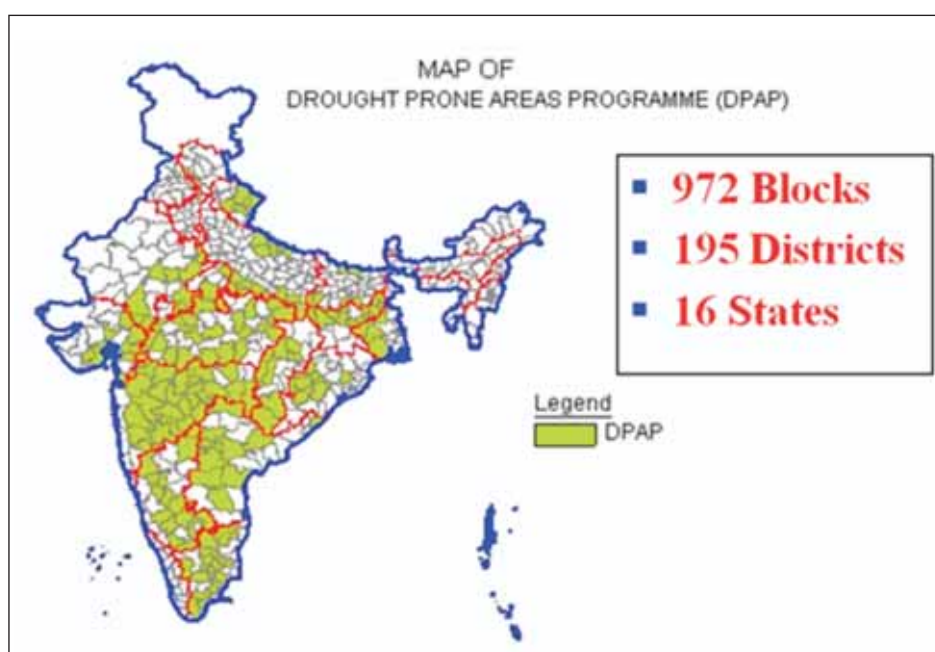 MAP OF
DROUGHT PRONE AREAS PROGRAMME (DPAP)
972 Blocks
195 Districts
16 States
Legend
DPAP